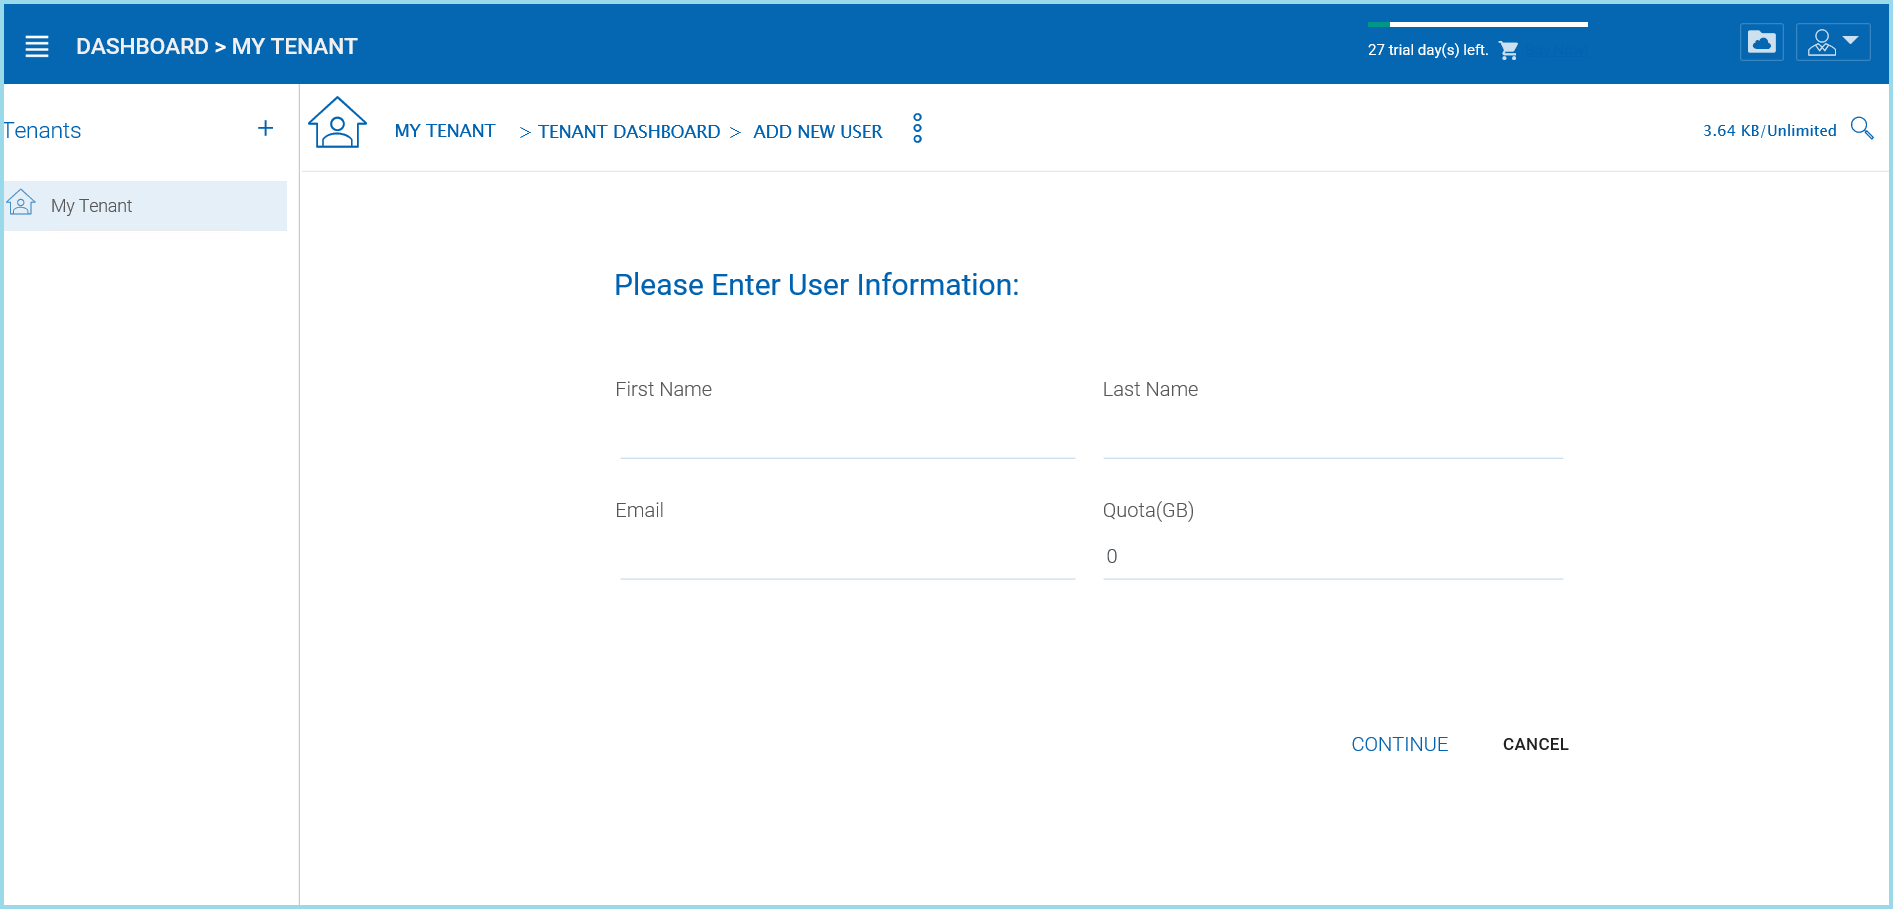 DASHBOARD > MY TENANT
27 trial day(s) left.
Tenants
+
MY TENANT > TENANT DASHBOARD > ADD NEW USER
3.64 KB/Unlimited
My Tenant
Please Enter User Information:
First Name
Last Name
Email
Quota(GB)
0
CONTINUE
CANCEL